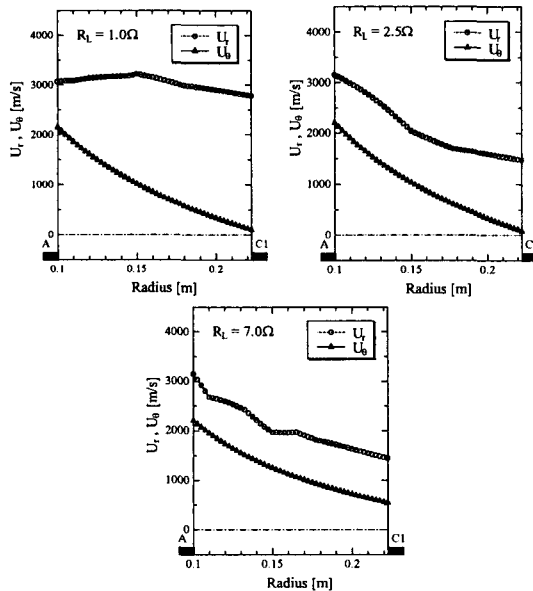 4000
3000
2000
1000
0
U_r , U_θ [m/s]
R_L = 1.0Ω
U_r
U_θ
A
C1
0.1
0.15
0.2
Radius [m]
4000
3000
2000
1000
0
U_r , U_θ [m/s]
R_L = 2.5Ω
U_r
U_θ
A
C
0.1
0.15
0.2
Radius [m]
4000
3000
2000
1000
0
U_r , U_θ [m/s]
R_L = 7.0Ω
U_r
U_θ
A
C1
0.1
0.15
0.2
Radius [m]